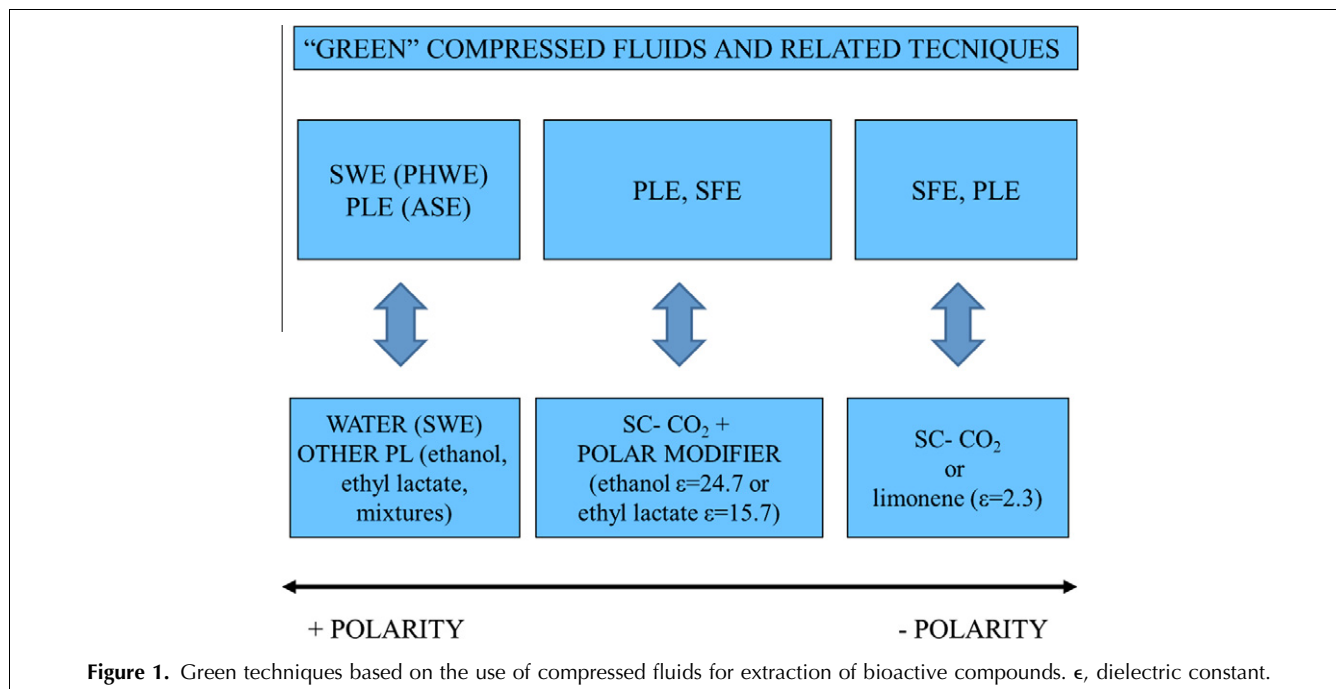 “GREEN” COMPRESSED FLUIDS AND RELATED TECNIQUES
SWE (PHWE)
PLE (ASE)
PLE, SFE
SFE, PLE
WATER (SWE)
OTHER PL (ethanol,
ethyl lactate,
mixtures)
SC- CO₂ +
POLAR MODIFIER
(ethanol ε=24.7 or
ethyl lactate ε=15.7)
SC- CO₂
or
limonene (ε=2.3)
+ POLARITY
- POLARITY
Figure 1. Green techniques based on the use of compressed fluids for extraction of bioactive compounds. ϵ, dielectric constant.